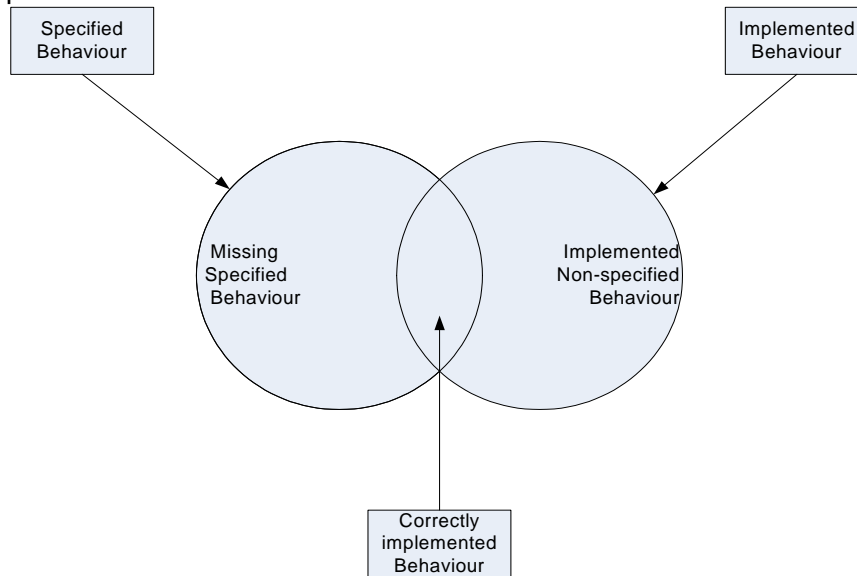 Specified
Behaviour
Implemented
Behaviour
Missing
Specified
Behaviour
Implemented
Non-specified
Behaviour
Correctly
implemented
Behaviour